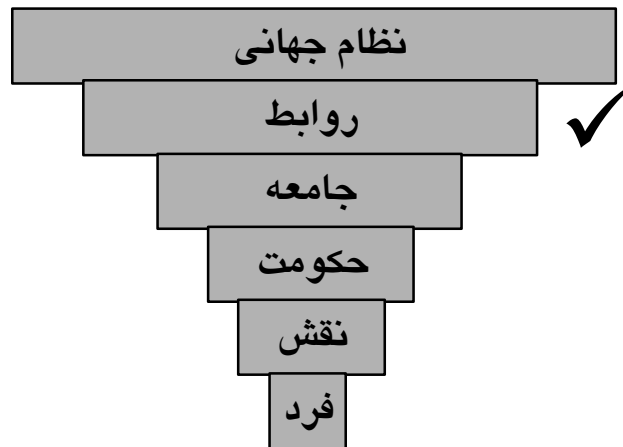 نظام جهانی
روابط
جامعه
حکومت
نقش
فرد